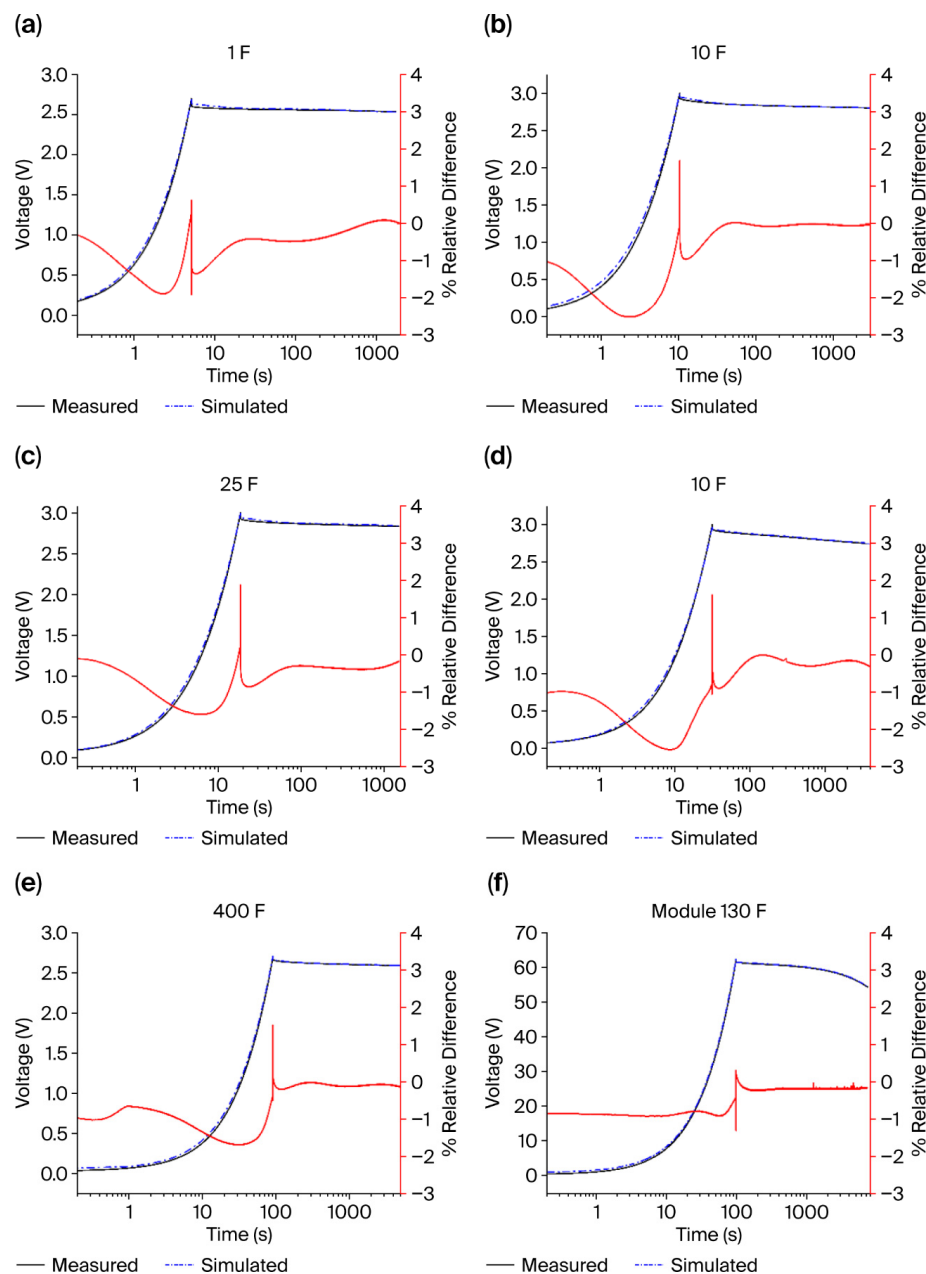 (a)
1 F
3.0
2.5
2.0
1.5
1.0
0.5
0.0
Voltage (V)
4
3
2
1
0
−1
−2
−3
% Relative Difference
1 10 100 1000
Time (s)
Measured Simulated
(b)
10 F
3.0
2.5
2.0
1.5
1.0
0.5
0.0
Voltage (V)
4
3
2
1
0
−1
−2
−3
% Relative Difference
1 10 100 1000
Time (s)
Measured Simulated
(c)
25 F
3.0
2.5
2.0
1.5
1.0
0.5
0.0
Voltage (V)
4
3
2
1
0
−1
−2
−3
% Relative Difference
1 10 100 1000
Time (s)
Measured Simulated
(d)
10 F
3.0
2.5
2.0
1.5
1.0
0.5
0.0
Voltage (V)
4
3
2
1
0
−1
−2
−3
% Relative Difference
1 10 100 1000
Time (s)
Measured Simulated
(e)
400 F
3.0
2.5
2.0
1.5
1.0
0.5
0.0
Voltage (V)
4
3
2
1
0
−1
−2
−3
% Relative Difference
1 10 100 1000
Time (s)
Measured Simulated
(f)
Module 130 F
70
60
50
40
30
20
10
0
Voltage (V)
4
3
2
1
0
−1
−2
−3
% Relative Difference
1 10 100 1000
Time (s)
Measured Simulated